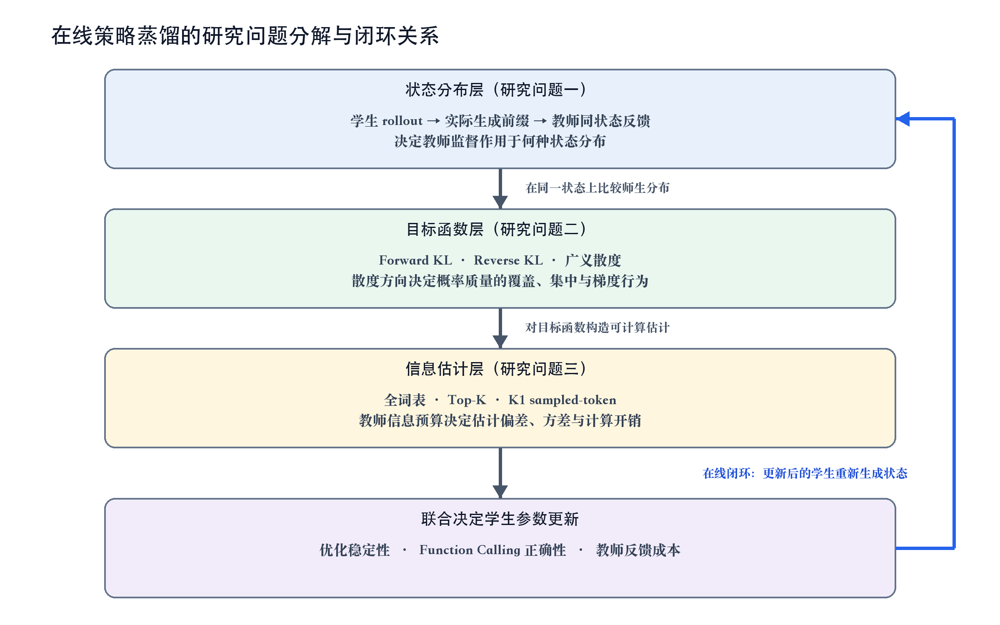 在线策略蒸馏的研究问题分解与闭环关系
状态分布层（研究问题一）
学生 rollout → 实际生成前缀 → 教师同状态反馈
决定教师监督作用于何种状态分布
在同一状态上比较师生分布
目标函数层（研究问题二）
Forward KL · Reverse KL · 广义散度
散度方向决定概率质量的覆盖、集中与梯度行为
对目标函数构造可计算估计
信息估计层（研究问题三）
全词表 · Top-K · K1 sampled-token
教师信息预算决定估计偏差、方差与计算开销
在线闭环：更新后的学生重新生成状态
联合决定学生参数更新
优化稳定性 · Function Calling 正确性 · 教师反馈成本